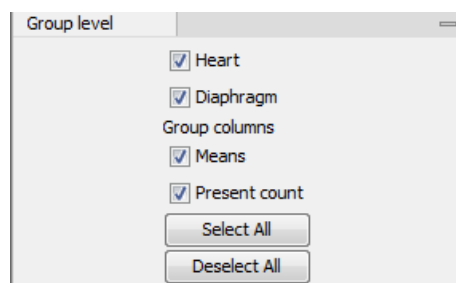 Group level
Heart
Diaphragm
Group columns
Means
Present count
Select All
Deselect All